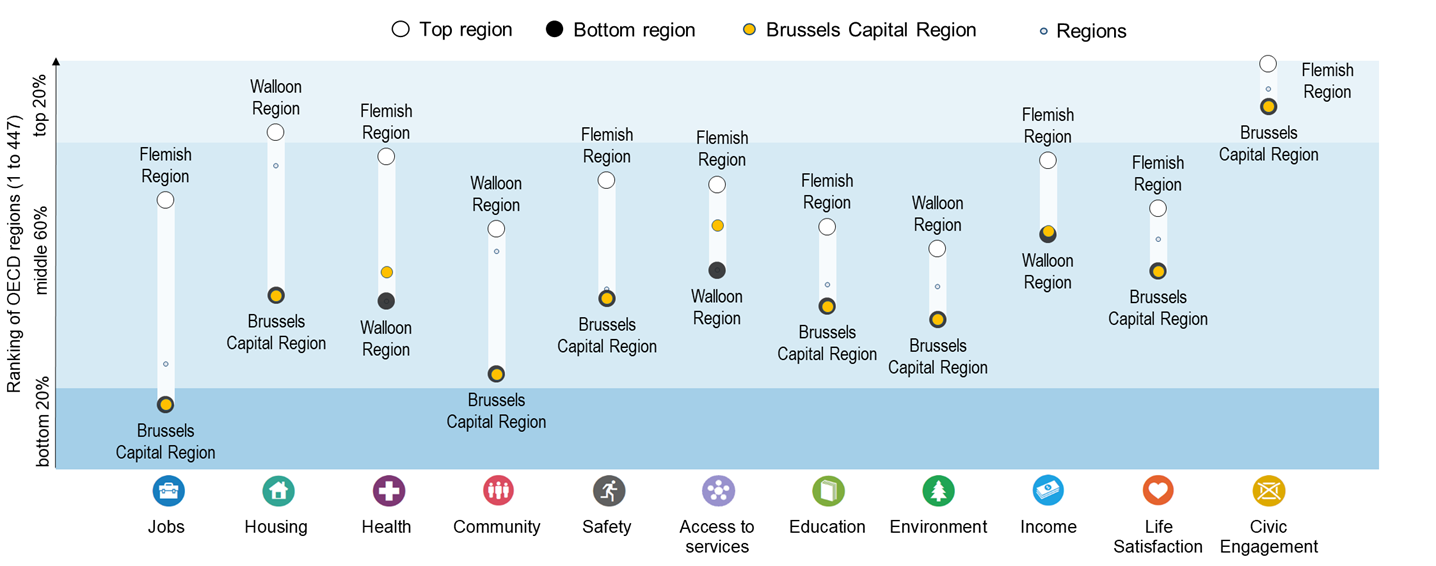 Top region
Bottom region
Brussels Capital Region
Regions
Ranking of OECD regions (1 to 447)
top 20%
middle 60%
bottom 20%
Flemish
Region
Brussels
Capital Region
Walloon
Region
Brussels
Capital Region
Flemish
Region
Walloon
Region
Walloon
Region
Brussels
Capital Region
Flemish
Region
Brussels
Capital Region
Flemish
Region
Walloon
Region
Flemish
Region
Brussels
Capital Region
Walloon
Region
Brussels
Capital Region
Flemish
Region
Walloon
Region
Flemish
Region
Brussels
Capital Region
Flemish
Region
Brussels
Capital Region
Jobs
Housing
Health
Community
Safety
Access to
services
Education
Environment
Income
Life
Satisfaction
Civic
Engagement